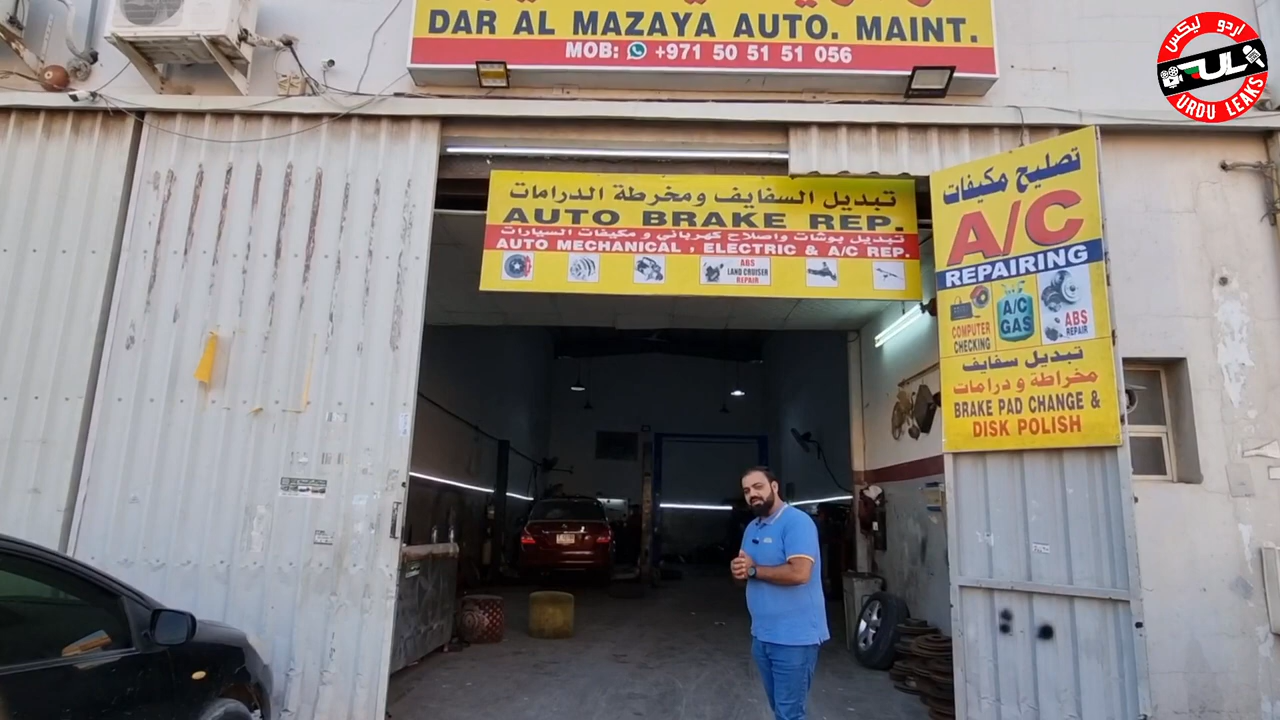 DAR AL MAZAYA AUTO. MAINT.
MOB: +971 50 51 51 056
اردو لیکس
UL
URDU LEAKS
تبديل السفايف ومخرطة الدرامات
AUTO BRAKE REP.
تبديل بوشات واصلاح كهربائي و مكيفات السيارات
AUTO MECHANICAL , ELECTRIC & A/C REP.
ABS
LAND CRUISER
REPAIR
تصليح مكيفات
A/C
REPAIRING
COMPUTER
CHECKING
A/C
GAS
ABS
REPAIR
تبديل سفايف
مخراطة و درامات
BRAKE PAD CHANGE &
DISK POLISH